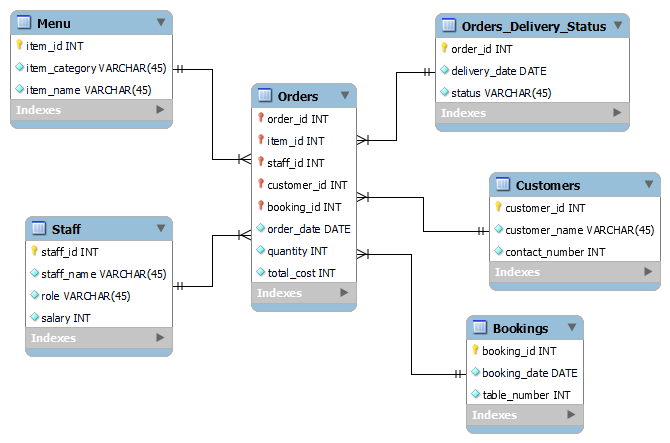 Menu
item_id INT
item_category VARCHAR(45)
item_name VARCHAR(45)
Indexes
Orders_Delivery_Status
order_id INT
delivery_date DATE
status VARCHAR(45)
Indexes
Orders
order_id INT
item_id INT
staff_id INT
customer_id INT
booking_id INT
order_date DATE
quantity INT
total_cost INT
Indexes
Customers
customer_id INT
customer_name VARCHAR(45)
contact_number INT
Indexes
Staff
staff_id INT
staff_name VARCHAR(45)
role VARCHAR(45)
salary INT
Indexes
Bookings
booking_id INT
booking_date DATE
table_number INT
Indexes